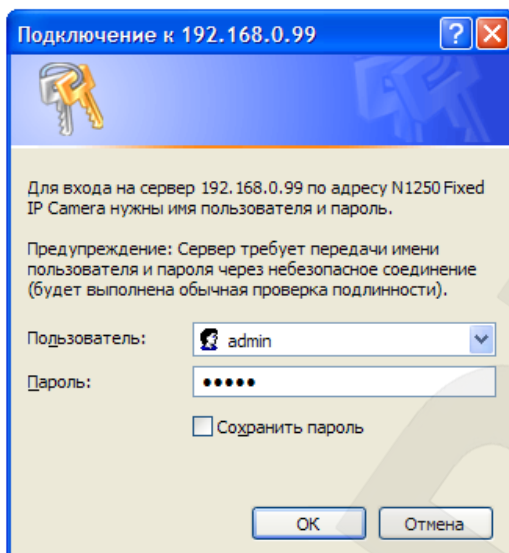 Подключение к 192.168.0.99
Для входа на сервер 192.168.0.99 по адресу N1250 Fixed
IP Camera нужны имя пользователя и пароль.
Предупреждение: Сервер требует передачи имени
пользователя и пароля через небезопасное соединение
(будет выполнена обычная проверка подлинности).
Пользователь: admin
Пароль: •••••
Сохранить пароль
ОК Отмена